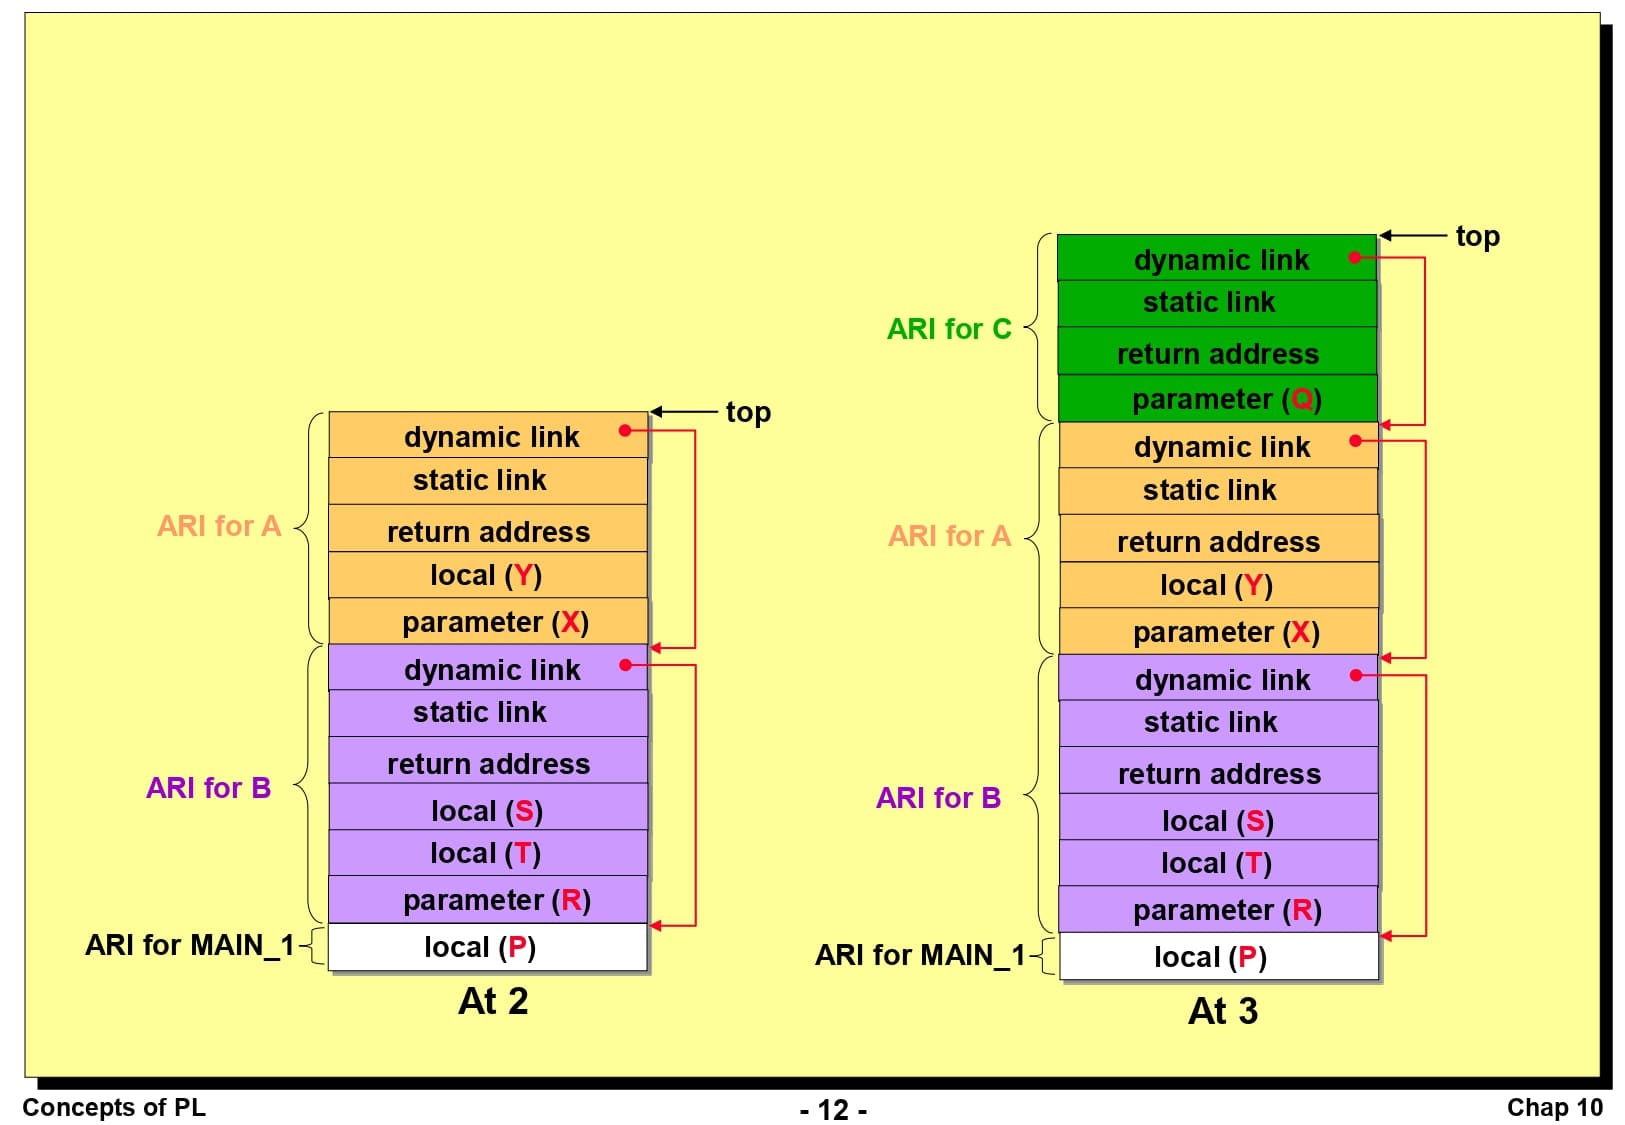 top
dynamic link
static link
ARI for A
return address
local (Y)
parameter (X)
dynamic link
static link
return address
ARI for B
local (S)
local (T)
parameter (R)
ARI for MAIN_1
local (P)
At 2
top
dynamic link
static link
ARI for C
return address
parameter (Q)
dynamic link
static link
ARI for A
return address
local (Y)
parameter (X)
dynamic link
static link
return address
ARI for B
local (S)
local (T)
parameter (R)
ARI for MAIN_1
local (P)
At 3
Concepts of PL
- 12 -
Chap 10